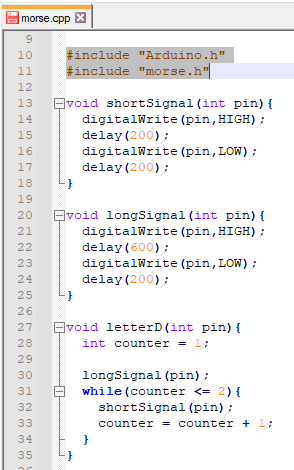 morse.cpp
9
10 #include "Arduino.h"
11 #include "morse.h"
12
13 void shortSignal(int pin){
14 digitalWrite(pin,HIGH);
15 delay(200);
16 digitalWrite(pin,LOW);
17 delay(200);
18 }
19
20 void longSignal(int pin){
21 digitalWrite(pin,HIGH);
22 delay(600);
23 digitalWrite(pin,LOW);
24 delay(200);
25 }
26
27 void letterD(int pin){
28 int counter = 1;
29
30 longSignal(pin);
31 while(counter <= 2){
32 shortSignal(pin);
33 counter = counter + 1;
34 }
35 }